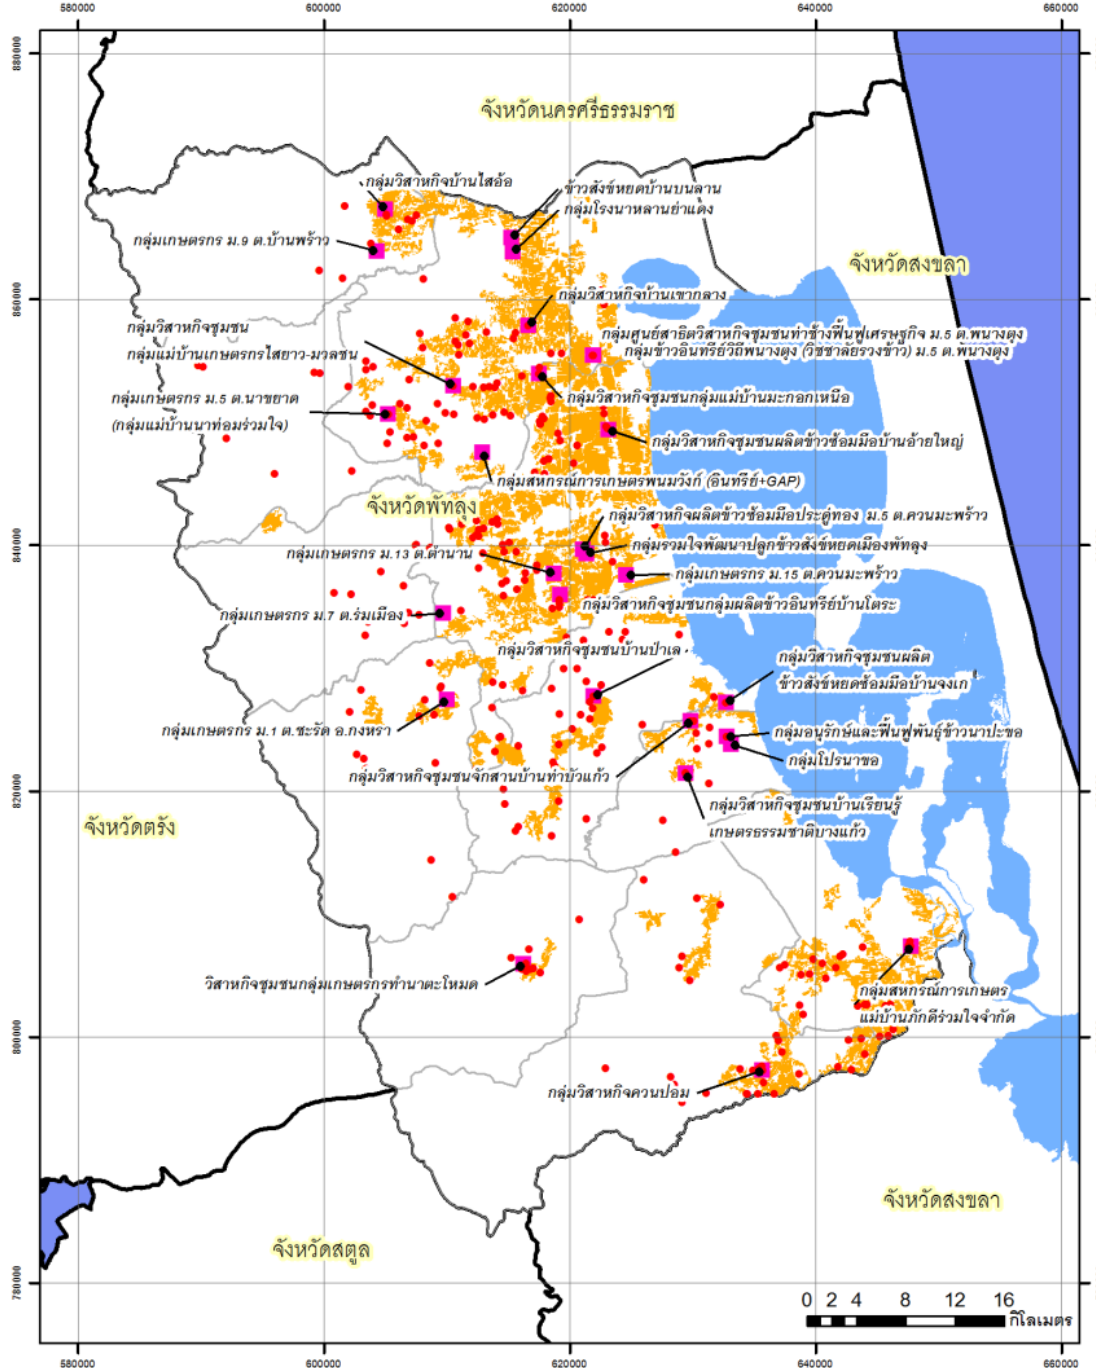 580000 600000 620000 640000 660000
880000
จังหวัดนครศรีธรรมราช
กลุ่มวิสาหกิจบ้านไสอ้อ
ข้าวสังข์หยดบ้านบนลาน
กลุ่มโรงนาหลานย่าแดง
กลุ่มเกษตรกร ม.9 ต.บ้านพร้าว
จังหวัดสงขลา
860000 860000
กลุ่มวิสาหกิจบ้านเขากลาง
กลุ่มวิสาหกิจชุมชน
กลุ่มแม่บ้านเกษตรกรไสยาว-มวลชน
กลุ่มศูนย์สาธิตวิสาหกิจชุมชนท่าช้างฟื้นฟูเศรษฐกิจ ม.5 ต.พนางตุง
กลุ่มข้าวอินทรีย์วิถีพนางตุง (วิชชาลัยรวงข้าว) ม.5 ต.พนางตุง
กลุ่มเกษตรกร ม.5 ต.นาขยาด
(กลุ่มแม่บ้านนาท่อมร่วมใจ)
กลุ่มวิสาหกิจชุมชนกลุ่มแม่บ้านมะกอกเหนือ
กลุ่มวิสาหกิจชุมชนผลิตข้าวซ้อมมือบ้านอ้ายใหญ่
กลุ่มสหกรณ์การเกษตรพนมวังก์ (อินทรีย์+GAP)
จังหวัดพัทลุง
กลุ่มวิสาหกิจผลิตข้าวซ้อมมือประดู่ทอง ม.5 ต.ควนมะพร้าว
840000 840000
กลุ่มรวมใจพัฒนาปลูกข้าวสังข์หยดเมืองพัทลุง
กลุ่มเกษตรกร ม.13 ต.ตำนาน
กลุ่มเกษตรกร ม.15 ต.ควนมะพร้าว
กลุ่มวิสาหกิจชุมชนกลุ่มผลิตข้าวอินทรีย์บ้านโตระ
กลุ่มเกษตรกร ม.7 ต.ร่มเมือง
กลุ่มวิสาหกิจชุมชนบ้านป่าเล
กลุ่มวิสาหกิจชุมชนผลิต
ข้าวสังข์หยดซ้อมมือบ้านจงเก
กลุ่มเกษตรกร ม.1 ต.ชะรัด อ.กงหรา
กลุ่มอนุรักษ์และฟื้นฟูพันธุ์ข้าวนาปะขอ
กลุ่มโปรนาขอ
กลุ่มวิสาหกิจชุมชนจักสานบ้านท่าบัวแก้ว
820000 820000
กลุ่มวิสาหกิจชุมชนบ้านเรียนรู้
เกษตรธรรมชาติบางแก้ว
จังหวัดตรัง
วิสาหกิจชุมชนกลุ่มเกษตรกรทำนาตะโหมด
กลุ่มสหกรณ์การเกษตร
แม่บ้านภักดีร่วมใจจำกัด
800000 800000
กลุ่มวิสาหกิจควนปอม
จังหวัดสงขลา
จังหวัดสตูล
780000
0 2 4 8 12 16
กิโลเมตร
580000 600000 620000 640000 660000